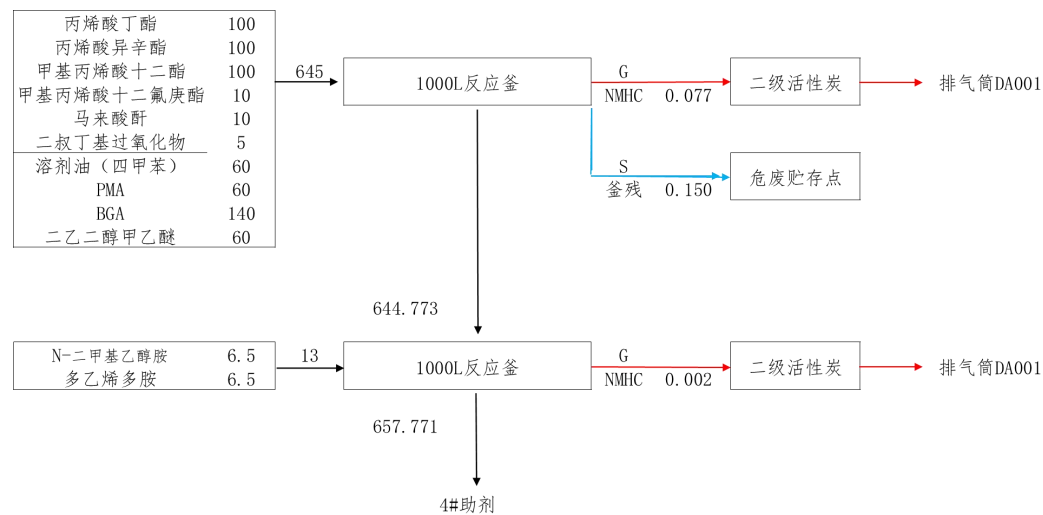 丙烯酸丁酯 100
丙烯酸异辛酯 100
甲基丙烯酸十二酯 100
甲基丙烯酸十二氟庚酯 10
马来酸酐 10
二叔丁基过氧化物 5
溶剂油（四甲苯） 60
PMA 60
BGA 140
二乙二醇甲乙醚 60
645
1000L反应釜
G
NMHC 0.077
二级活性炭
排气筒DA001
S
釜残 0.150
危废贮存点
644.773
N-二甲基乙醇胺 6.5
多乙烯多胺 6.5
13
1000L反应釜
G
NMHC 0.002
二级活性炭
排气筒DA001
657.771
4#助剂